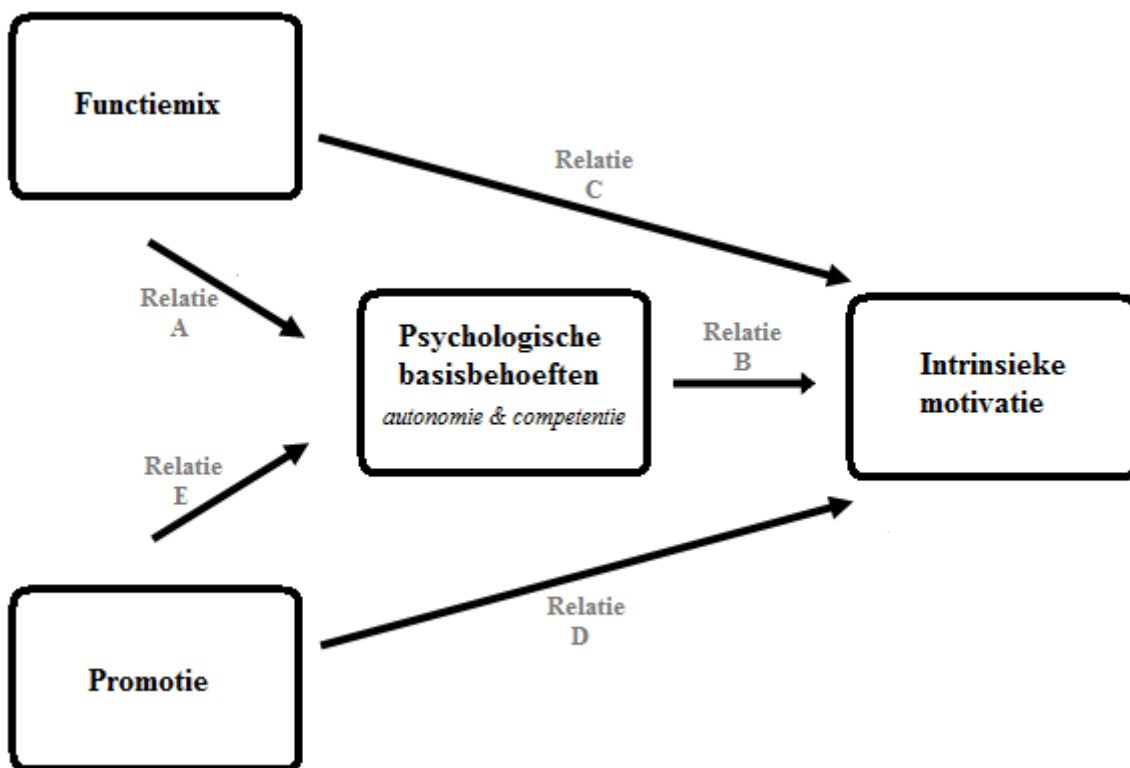 Functiemix
Relatie
C
Relatie
A
Psychologische
basisbehoeften
autonomie & competentie
Relatie
B
Intrinsieke
motivatie
Relatie
E
Relatie
D
Promotie